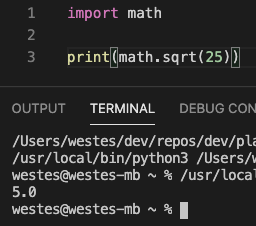 1 import math
2
3 print(math.sqrt(25))
OUTPUT TERMINAL DEBUG CON
/Users/westes/dev/repos/dev/pla
/usr/local/bin/python3 /Users/w
westes@westes-mb ~ % /usr/loca
5.0
westes@westes-mb ~ %